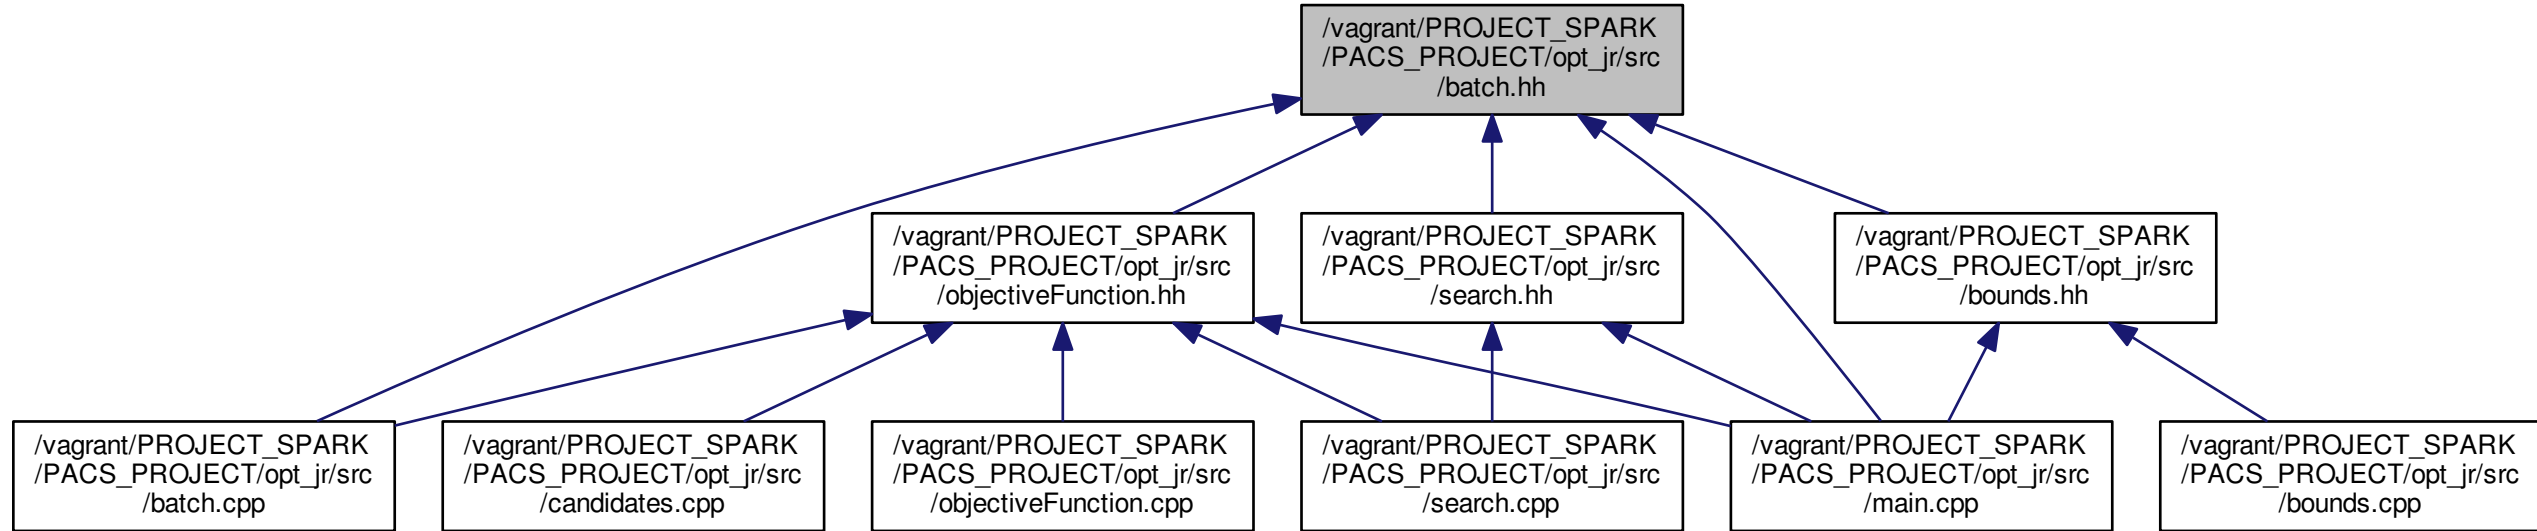 /vagrant/PROJECT_SPARK
/PACS_PROJECT/opt_jr/src
/batch.hh
/vagrant/PROJECT_SPARK
/PACS_PROJECT/opt_jr/src
/objectiveFunction.hh
/vagrant/PROJECT_SPARK
/PACS_PROJECT/opt_jr/src
/search.hh
/vagrant/PROJECT_SPARK
/PACS_PROJECT/opt_jr/src
/bounds.hh
/vagrant/PROJECT_SPARK
/PACS_PROJECT/opt_jr/src
/batch.cpp
/vagrant/PROJECT_SPARK
/PACS_PROJECT/opt_jr/src
/candidates.cpp
/vagrant/PROJECT_SPARK
/PACS_PROJECT/opt_jr/src
/objectiveFunction.cpp
/vagrant/PROJECT_SPARK
/PACS_PROJECT/opt_jr/src
/search.cpp
/vagrant/PROJECT_SPARK
/PACS_PROJECT/opt_jr/src
/main.cpp
/vagrant/PROJECT_SPARK
/PACS_PROJECT/opt_jr/src
/bounds.cpp